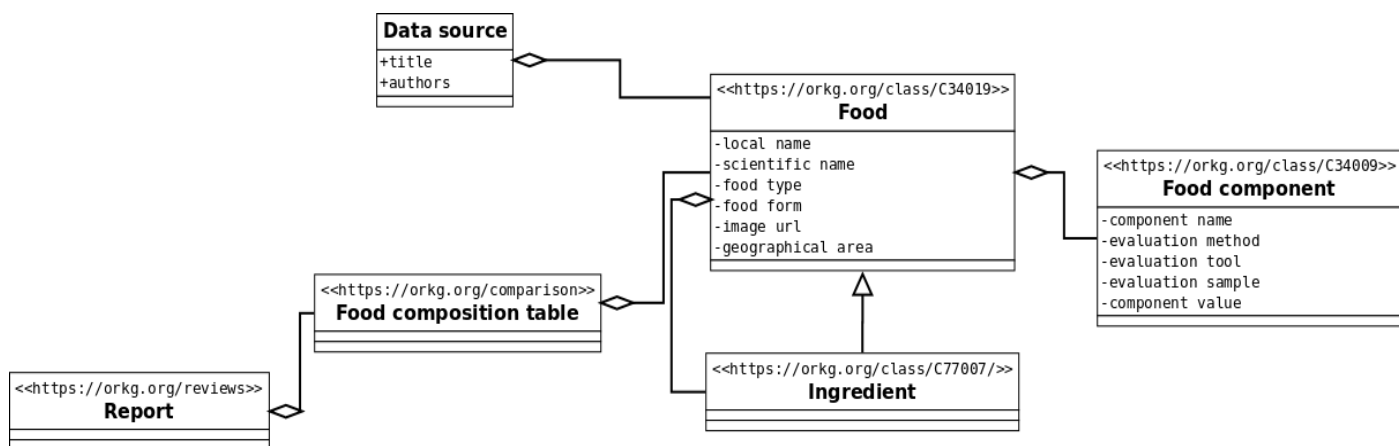 Data source
+title
+authors
<<https://orkg.org/class/C34019>>
Food
-local name
-scientific name
-food type
-food form
-image url
-geographical area
<<https://orkg.org/class/C34009>>
Food component
-component name
-evaluation method
-evaluation tool
-evaluation sample
-component value
<<https://orkg.org/comparison>>
Food composition table
<<https://orkg.org/class/C77007/>>
Ingredient
<<https://orkg.org/reviews>>
Report